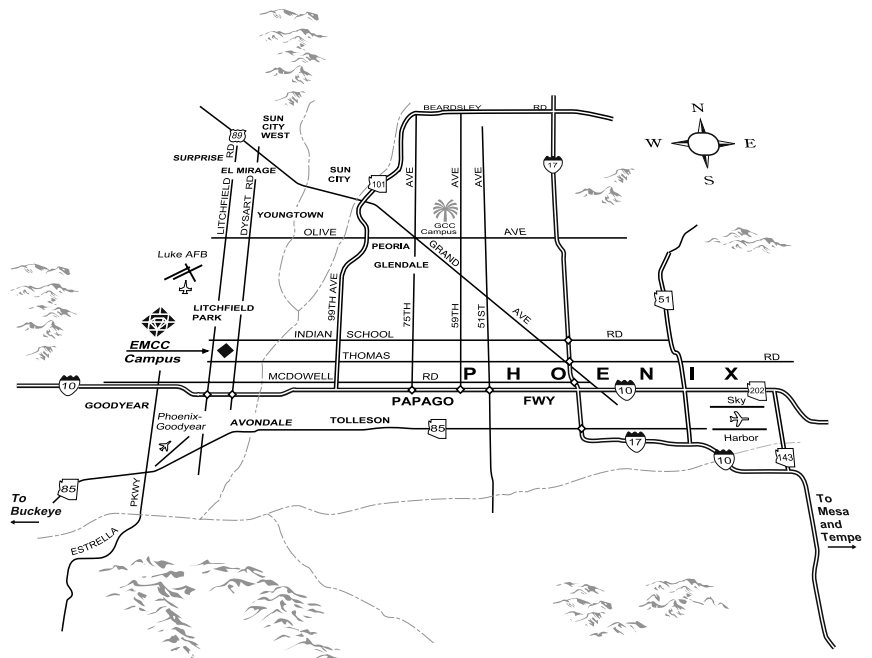 BEARDSLEY RD
N
W E
S
89
SUN
CITY
WEST
SURPRISE
RD
EL MIRAGE
SUN
CITY
101
17
LITCHFIELD
DYSART RD
YOUNGTOWN
AVE
AVE
AVE
GCC
Campus
OLIVE AVE
PEORIA
GLENDALE
GRAND
AVE
Luke AFB
99TH AVE
75TH
59TH
51ST
51
LITCHFIELD
PARK
INDIAN SCHOOL RD
EMCC
Campus
THOMAS RD
MCDOWELL RD
PHOENIX
10
10
202
GOODYEAR
PAPAGO FWY
Sky
Harbor
Phoenix-
Goodyear
AVONDALE
TOLLESON
85
17
10
143
85
To
Buckeye
PKWY
ESTRELLA
To
Mesa
and
Tempe